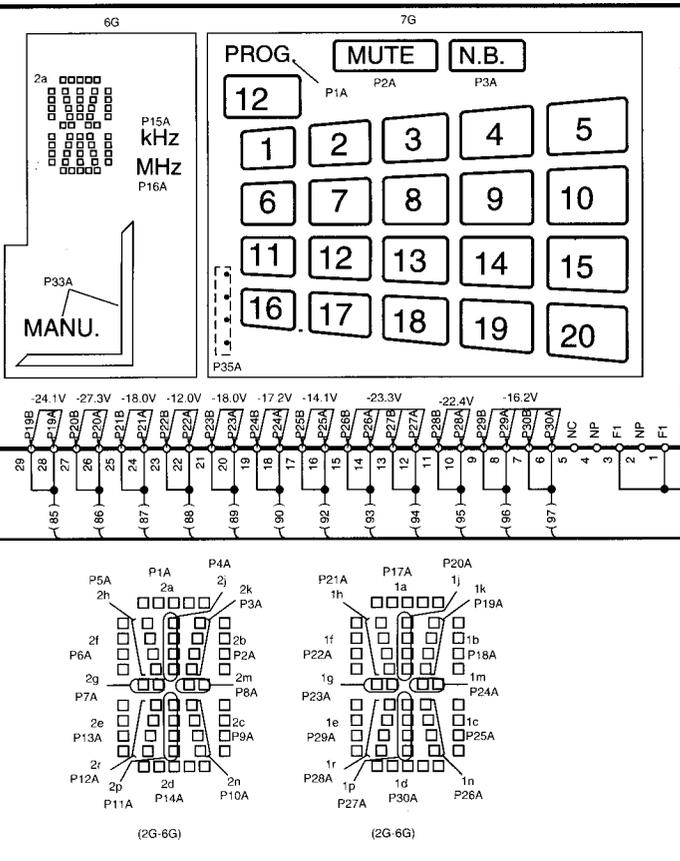 6G
7G
2a
P15A
kHz
MHz
P16A
P33A
MANU.
PROG.
P1A
MUTE
P2A
N.B.
P3A
12
1 2 3 4 5
6 7 8 9 10
11 12 13 14 15
16 17 18 19 20
P35A
-24.1V -27.3V -18.0V -12.0V -18.0V -17.2V -14.1V -23.3V -22.4V -16.2V
P19B P19A P20B P20A P21B P21A P22B P22A P23B P23A P24B P24A P25B P25A P26B P26A P27B P27A P28B P28A P29B P29A P30B P30A NC NP F1 NP F1
29 28 27 26 25 24 23 22 21 20 19 18 17 16 15 14 13 12 11 10 9 8 7 6 5 4 3 2 1
(85) (86) (87) (88) (89) (90) (92) (93) (94) (95) (96) (97)
P5A
P1A
P4A
2h
2a
2j
2k
P3A
2f
P6A
2b
P2A
2g
P7A
2m
P8A
2e
P13A
2c
P9A
2r
P12A
2p
P11A
2d
P14A
2n
P10A
(2G-6G)
P21A
P17A
P20A
1h
1a
1j
1k
P19A
1f
P22A
1b
P18A
1g
P23A
1m
P24A
1e
P29A
1c
P25A
1r
P28A
1p
P27A
1d
P30A
1n
P26A
(2G-6G)